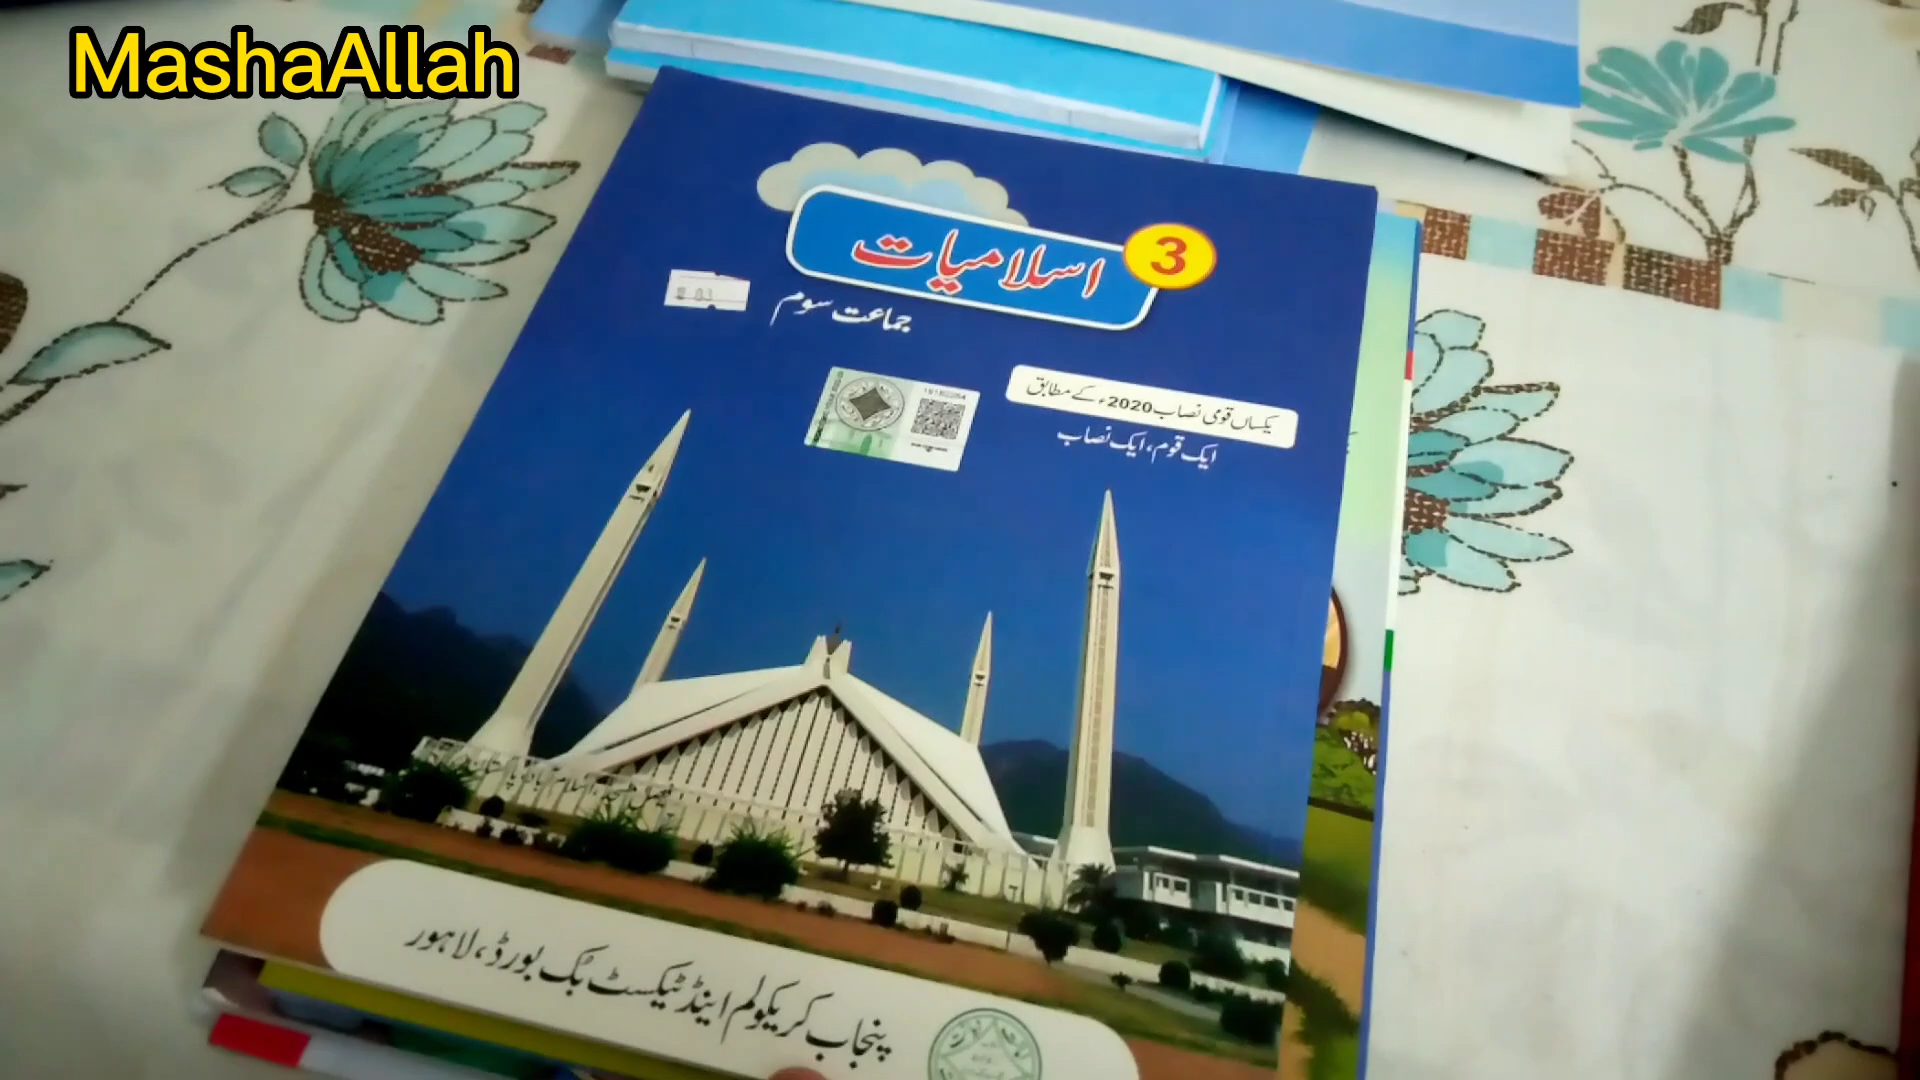 MashaAllah
3
اسلامیات
جماعت سوم
یکساں قومی نصاب 2020ء کے مطابق
ایک قوم، ایک نصاب
پنجاب کریکولم اینڈ ٹیکسٹ بک بورڈ، لاہور